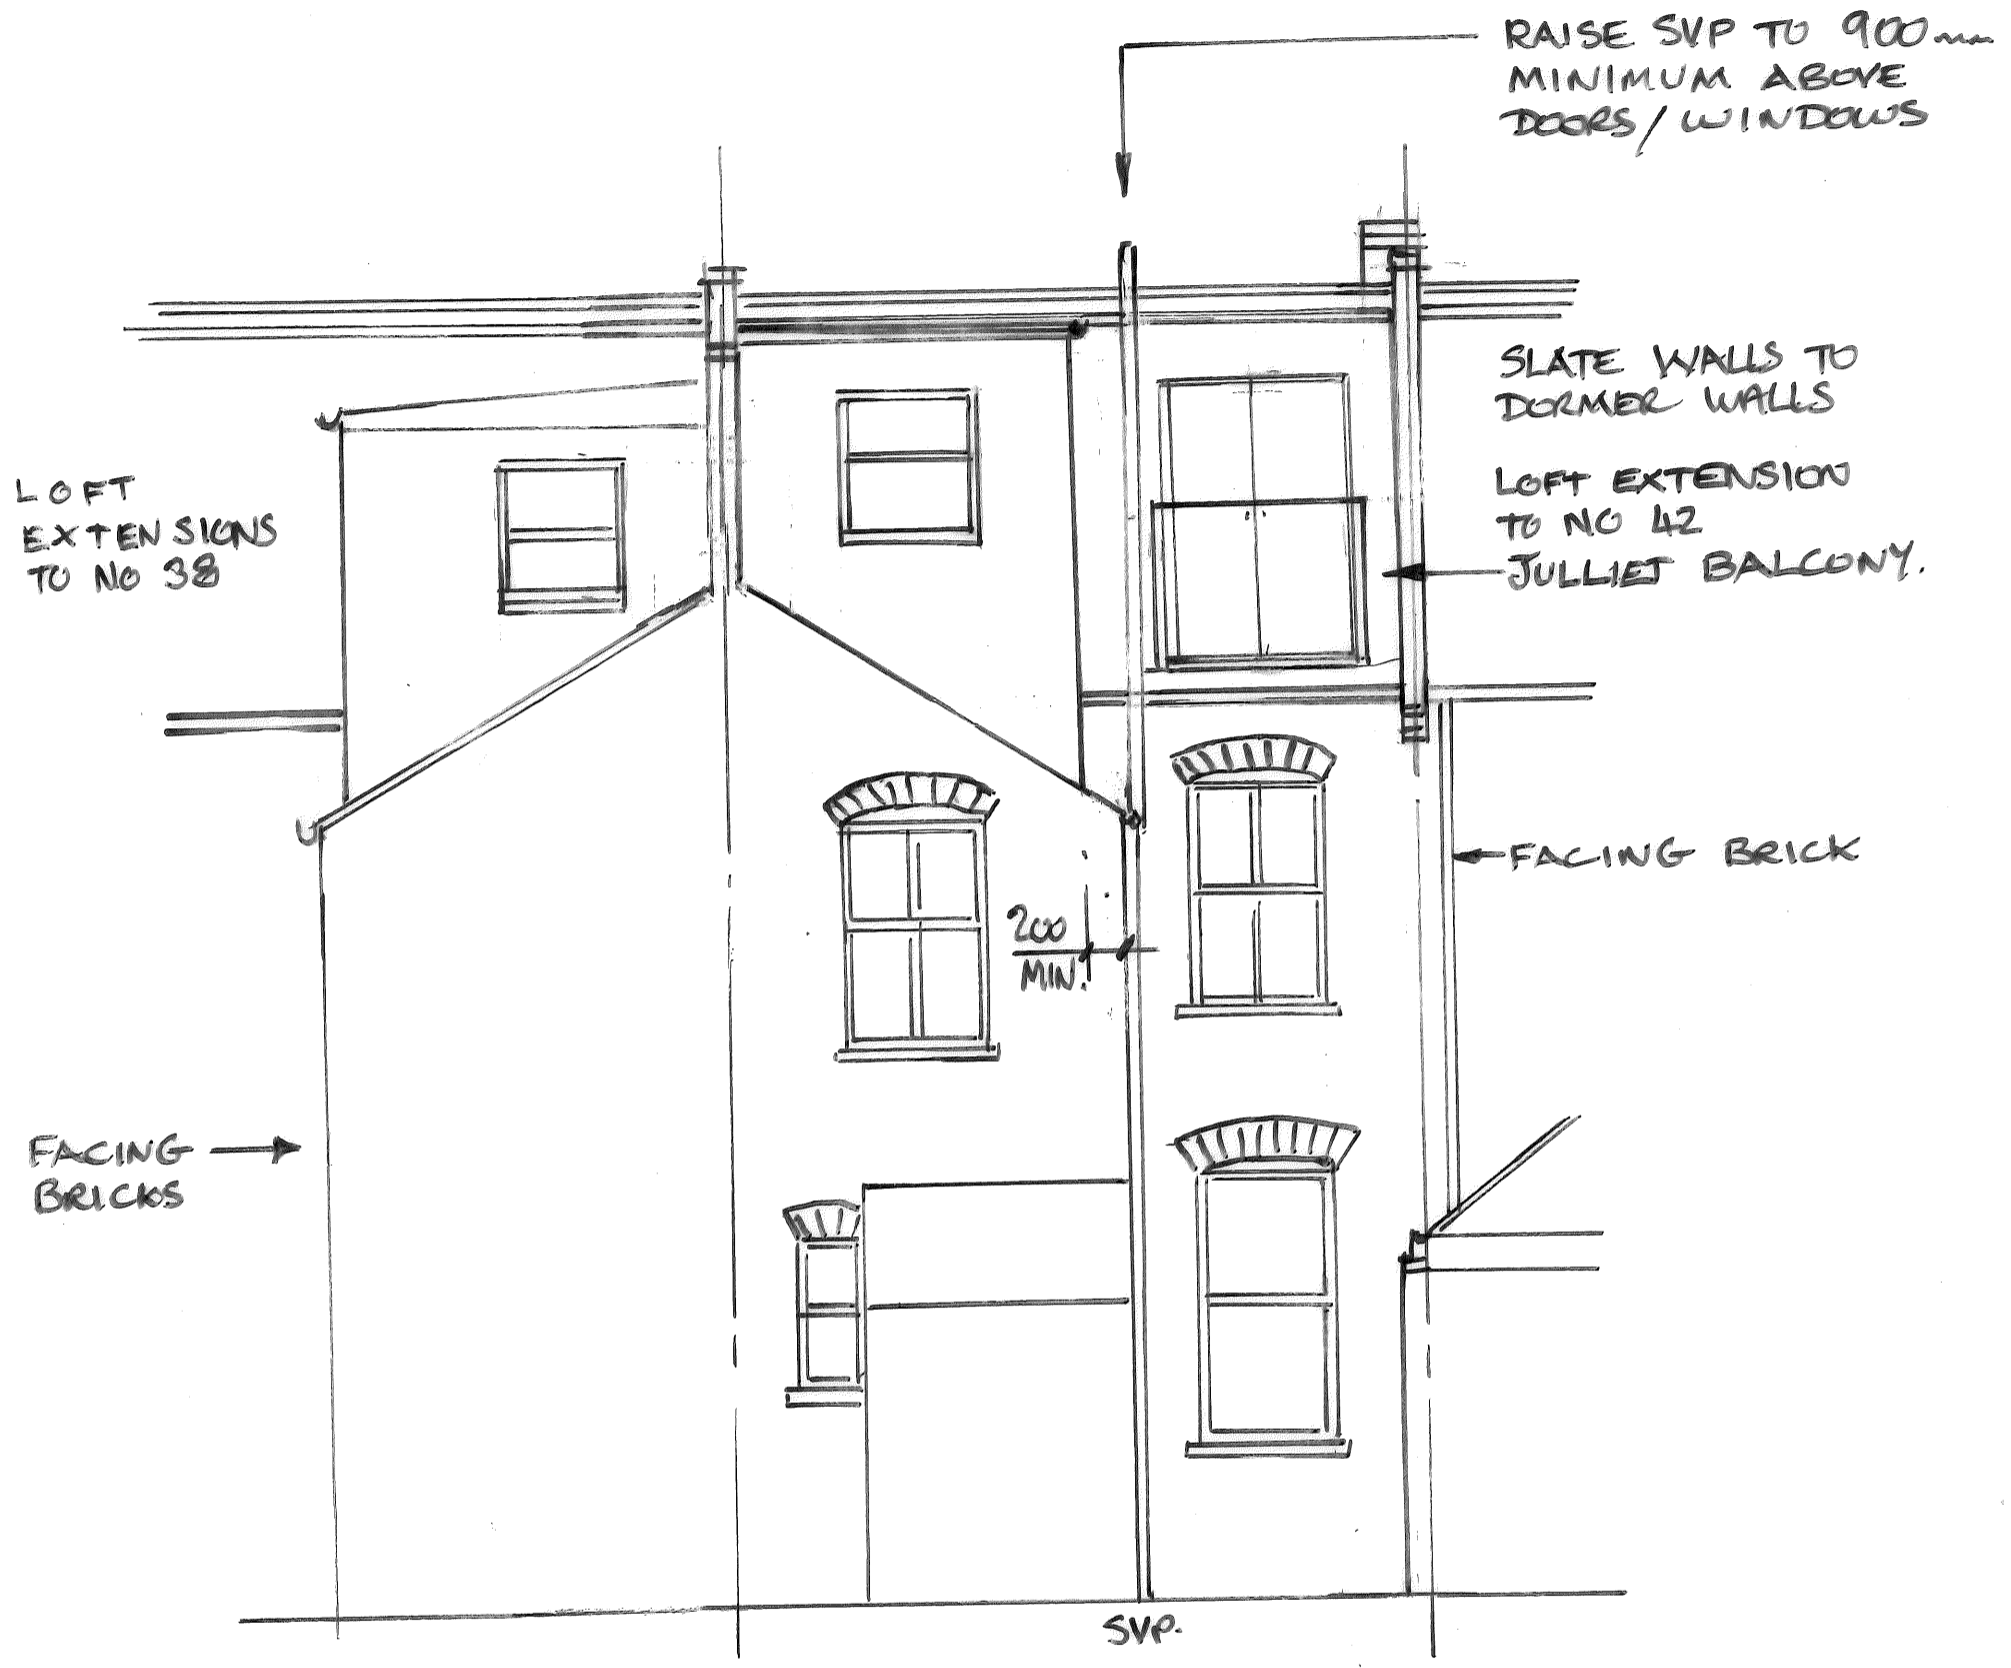 RAISE SVP TO 900mm
MINIMUM ABOVE
DOORS/WINDOWS
SLATE WALLS TO
DORMER WALLS
LOFT EXTENSION
TO NO 42
JULLIET BALCONY.
LOFT
EXTENSIONS
TO NO 38
FACING BRICK
200
MIN.
FACING
BRICKS
SVP.